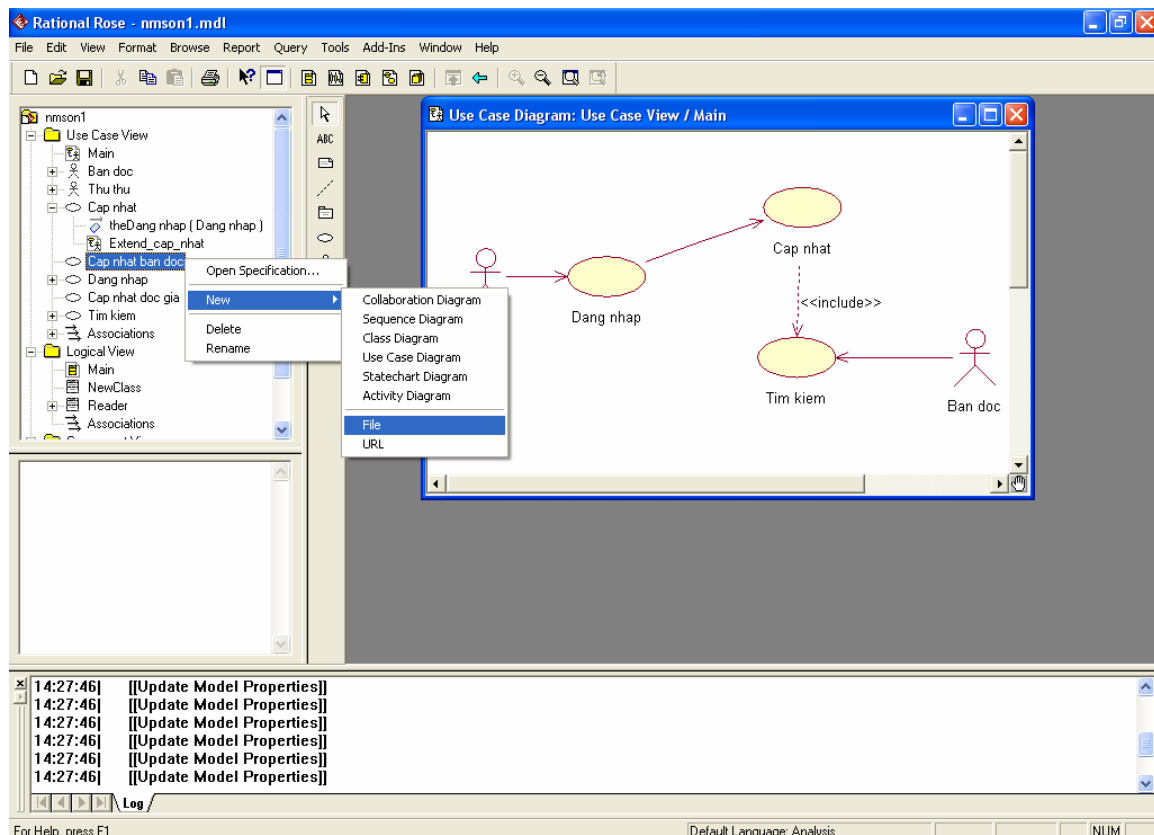 Rational Rose - nmson1.mdl
File Edit View Format Browse Report Query Tools Add-Ins Window Help
nmson1
Use Case View
Main
Ban doc
Thu thu
Cap nhat
theDang nhap ( Dang nhap )
Extend_cap_nhat
Cap nhat ban doc
Dang nhap
Cap nhat doc gia
Tim kiem
Associations
Logical View
Main
NewClass
Reader
Associations
ABC
Open Specification...
New
Delete
Rename
Collaboration Diagram
Sequence Diagram
Class Diagram
Use Case Diagram
Statechart Diagram
Activity Diagram
File
URL
Use Case Diagram: Use Case View / Main
Cap nhat
Dang nhap
<<include>>
Tim kiem
Ban doc
14:27:46| [[Update Model Properties]]
14:27:46| [[Update Model Properties]]
14:27:46| [[Update Model Properties]]
14:27:46| [[Update Model Properties]]
14:27:46| [[Update Model Properties]]
14:27:46| [[Update Model Properties]]
Log
For Help, press F1 Default Language: Analysis NUM